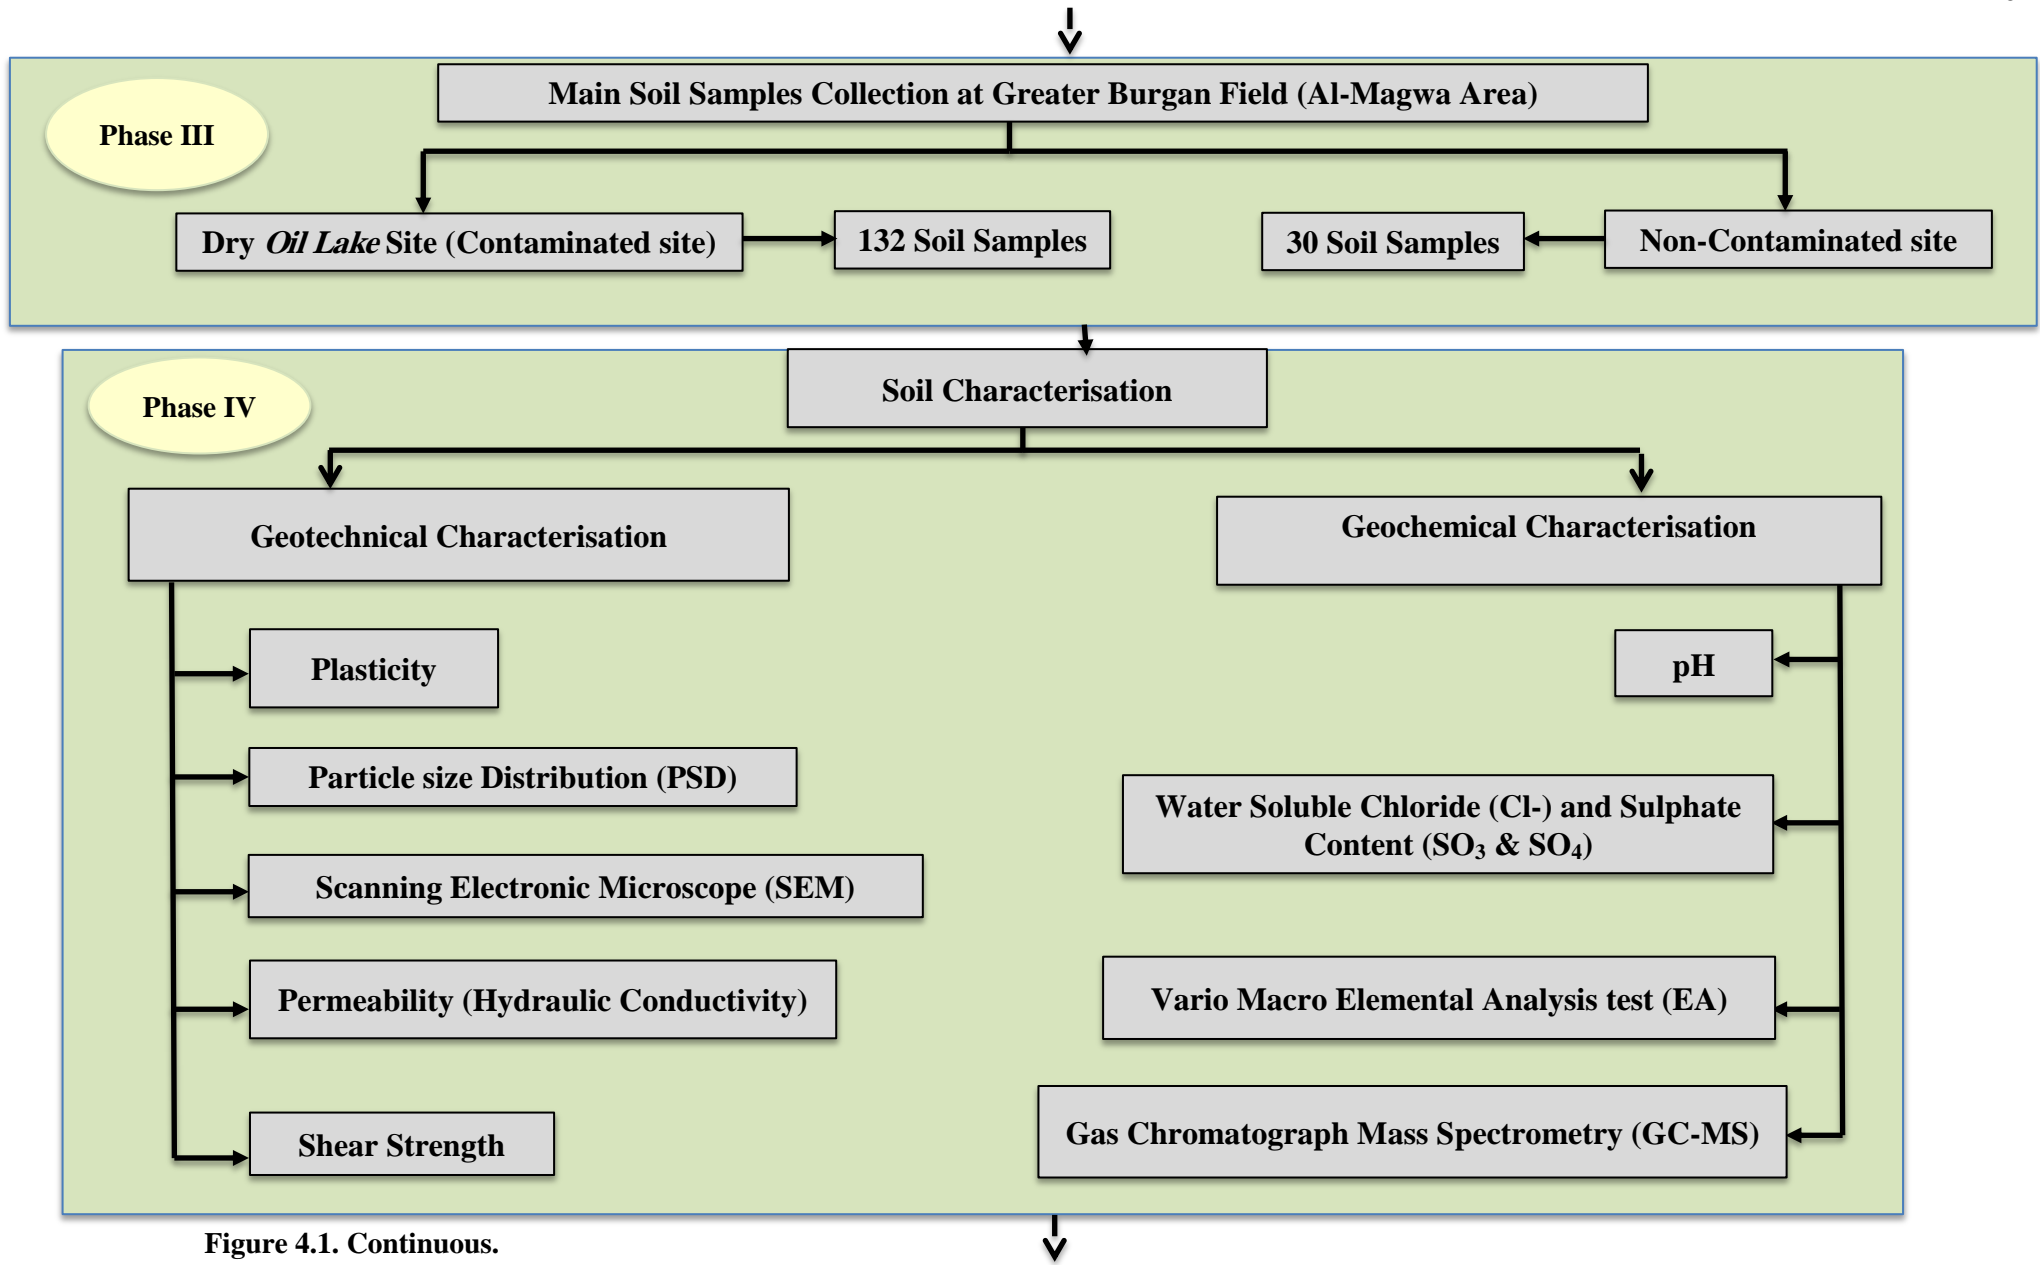 Main Soil Samples Collection at Greater Burgan Field (Al-Magwa Area)
Phase III
Dry Oil Lake Site (Contaminated site)
132 Soil Samples
30 Soil Samples
Non-Contaminated site
Soil Characterisation
Phase IV
Geotechnical Characterisation
Geochemical Characterisation
Plasticity
pH
Particle size Distribution (PSD)
Water Soluble Chloride (Cl-) and Sulphate
Content (SO₃ & SO₄)
Scanning Electronic Microscope (SEM)
Permeability (Hydraulic Conductivity)
Vario Macro Elemental Analysis test (EA)
Shear Strength
Gas Chromatograph Mass Spectrometry (GC-MS)
Figure 4.1. Continuous.